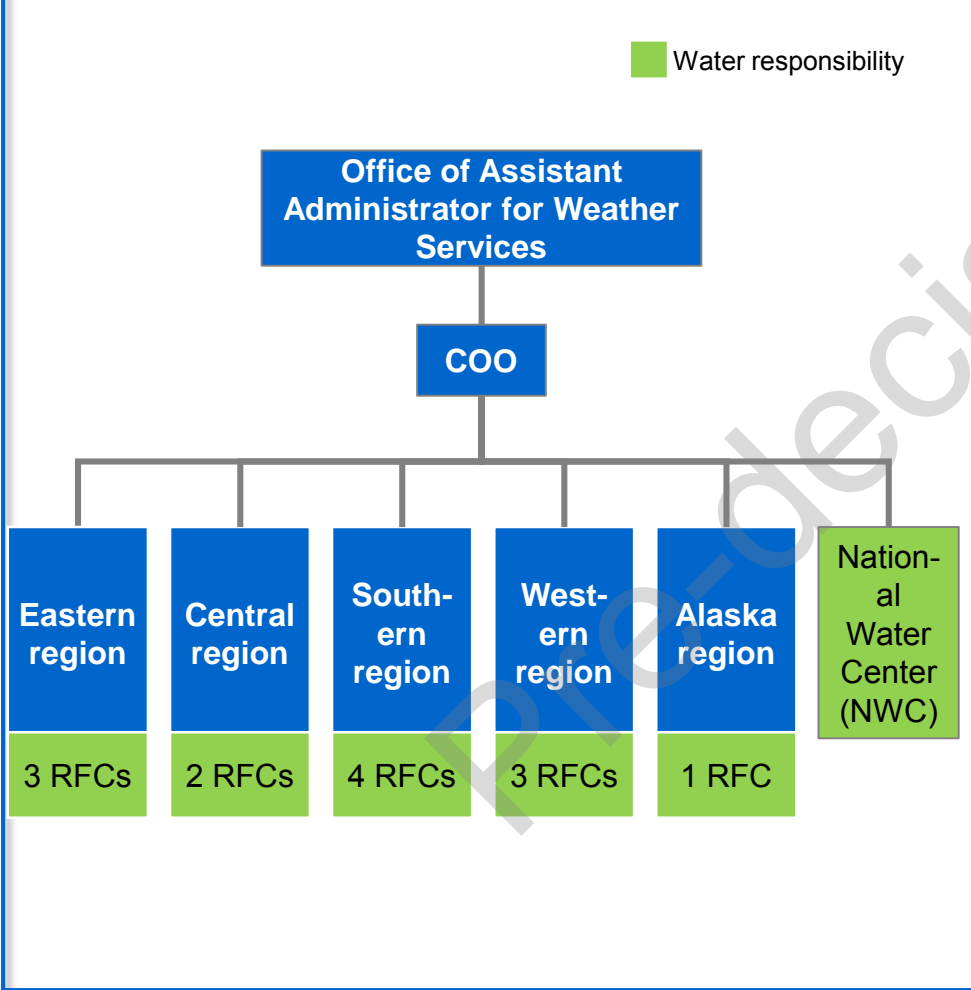 Water responsibility
Office of Assistant
Administrator for Weather
Services
COO
Eastern
region
Central
region
South-
ern
region
West-
ern
region
Alaska
region
Nation-
al
Water
Center
(NWC)
3 RFCs
2 RFCs
4 RFCs
3 RFCs
1 RFC
Pre-deci